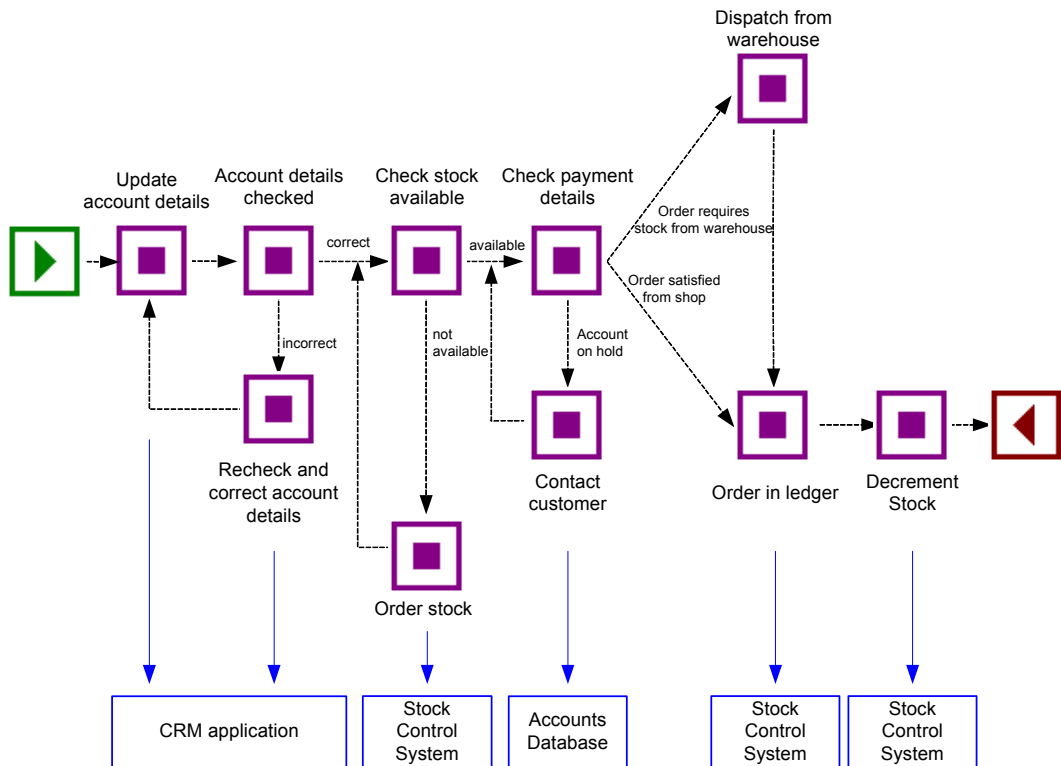 Dispatch from
warehouse
Update
account details
Account details
checked
Check stock
available
Check payment
details
correct
available
Order requires
stock from warehouse
Order satisfied
from shop
incorrect
not
available
Account
on hold
Recheck and
correct account
details
Contact
customer
Order in ledger
Decrement
Stock
Order stock
CRM application
Stock
Control
System
Accounts
Database
Stock
Control
System
Stock
Control
System